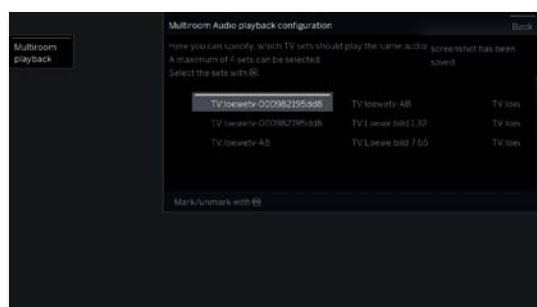 Multiroom Audio playback configuration
Back
Multiroom
playback
Here you can specify, which TV sets should play the same audio
A maximum of 4 sets can be selected.
Select the sets with
screenshot has been
saved
TV:loewetv-000982195dd8
TV:loewetv-AB
TV:loev
TV:loewetv-000982195dd8
TV:Loewe bild 1.32
TV:loev
TV:loewetv-AB
TV:Loewe bild 7.65
TV:loev
Mark/unmark with